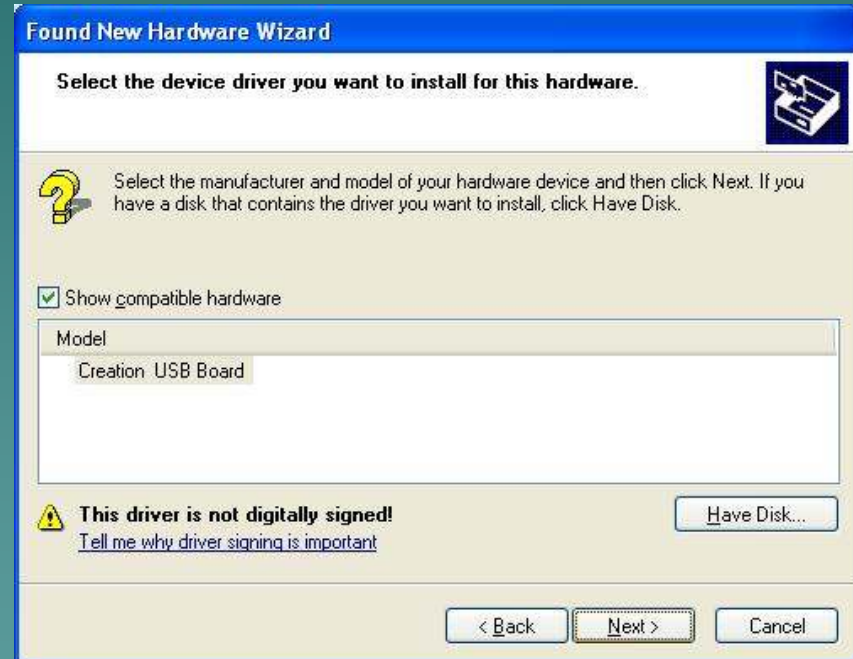 Found New Hardware Wizard
Select the device driver you want to install for this hardware.
Select the manufacturer and model of your hardware device and then click Next. If you
have a disk that contains the driver you want to install, click Have Disk.
Show compatible hardware
Model
Creation USB Board
This driver is not digitally signed!
Have Disk...
Tell me why driver signing is important
< Back
Next >
Cancel